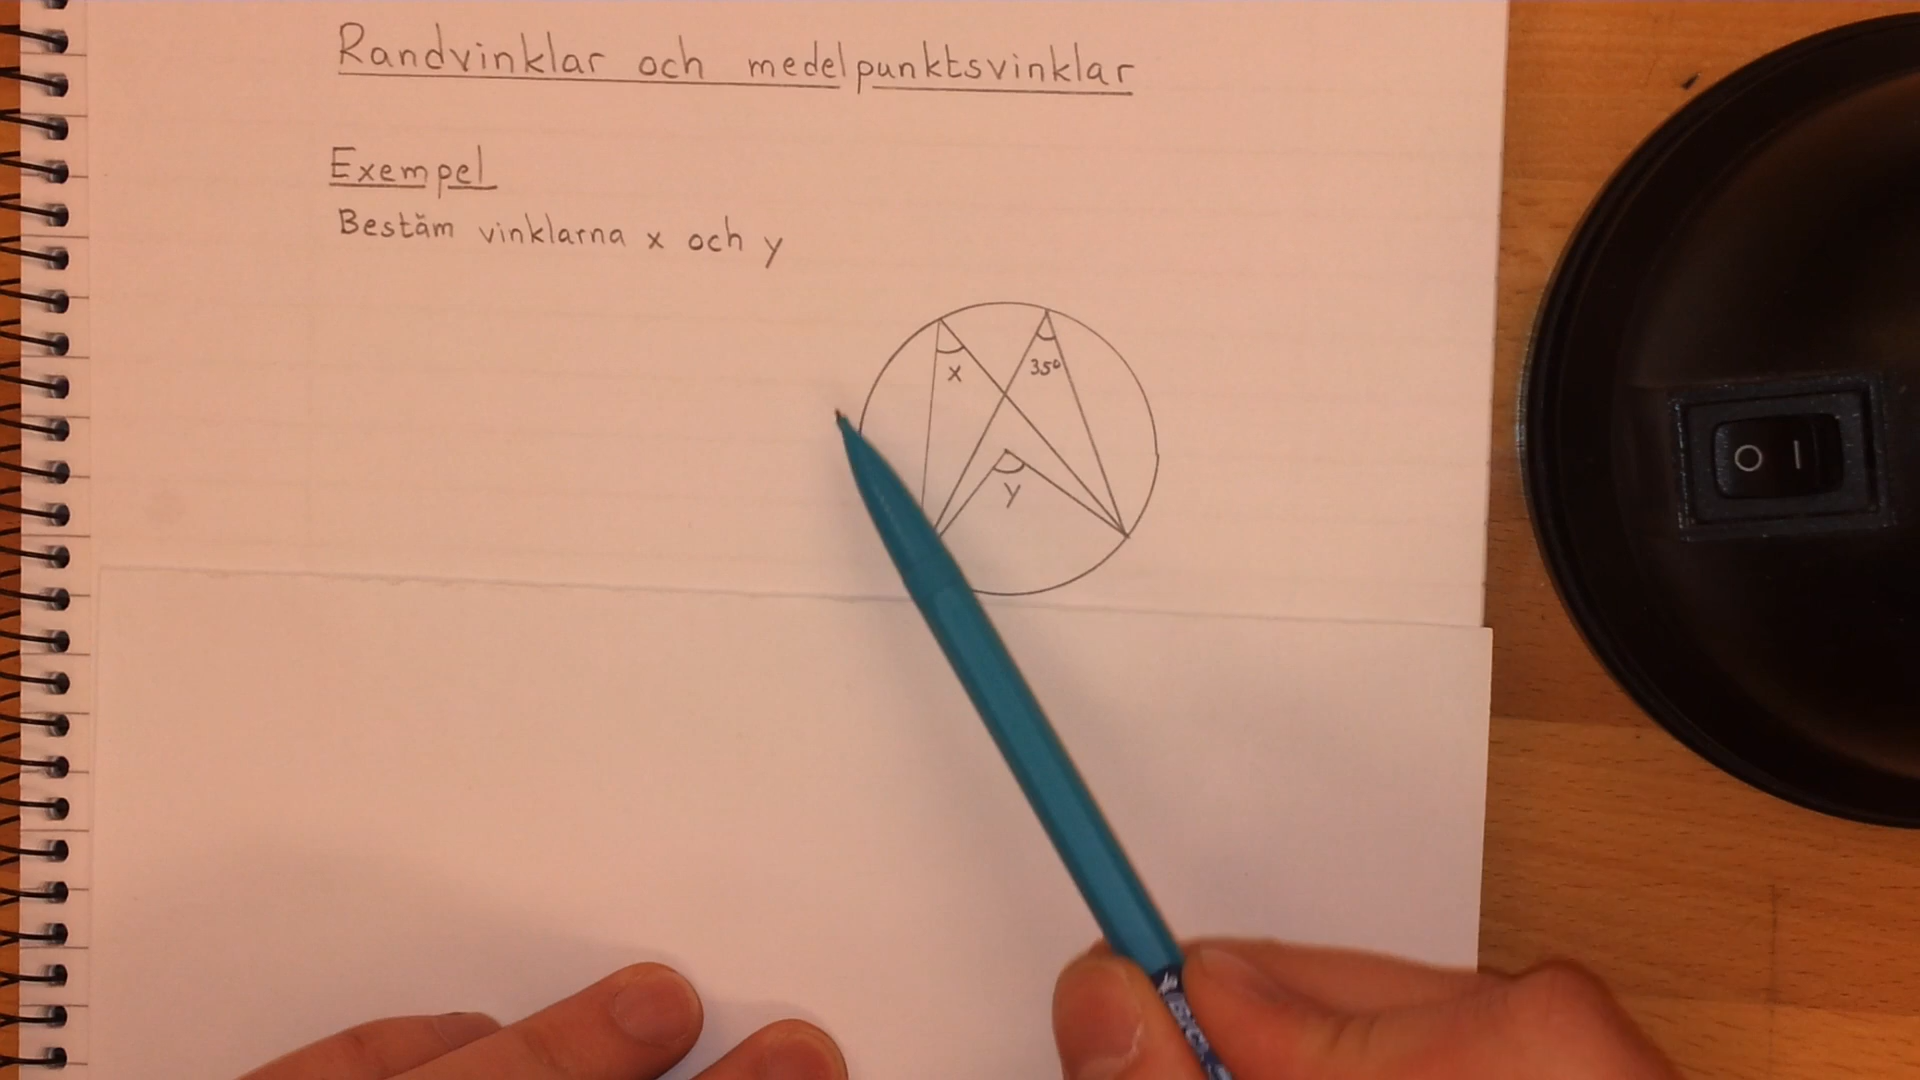 Randvinklar och medelpunktsvinklar
Exempel
Bestäm vinklarna x och y
x
35°
y
O I